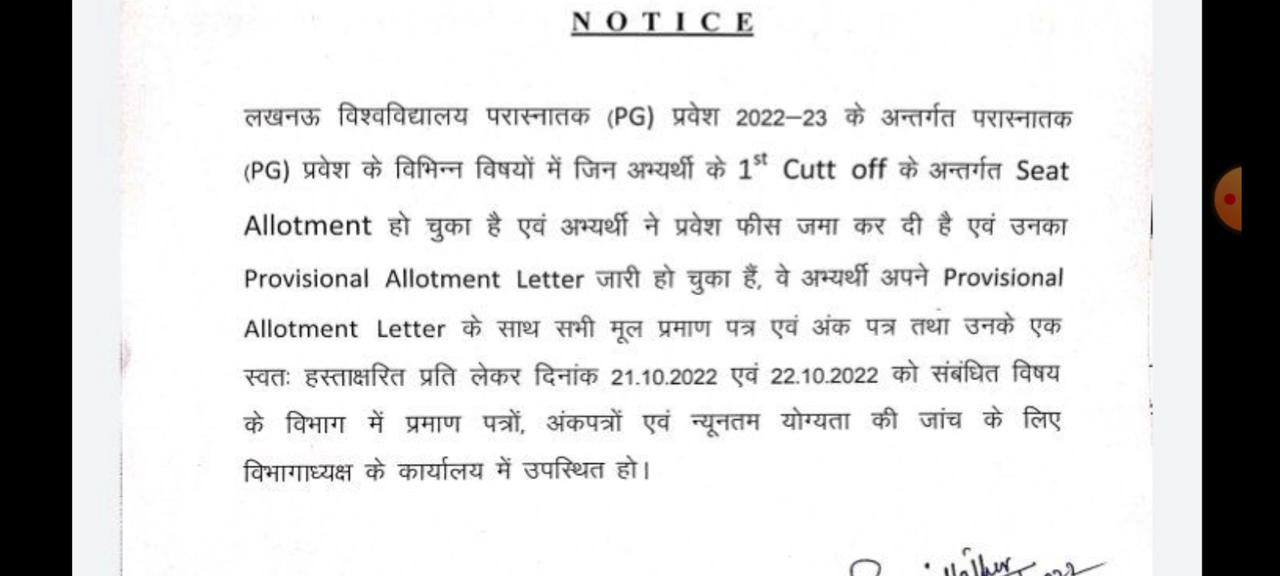 NOTICE
लखनऊ विश्वविद्यालय परास्नातक (PG) प्रवेश 2022–23 के अन्तर्गत परास्नातक
(PG) प्रवेश के विभिन्न विषयों में जिन अभ्यर्थी के 1st Cutt off के अन्तर्गत Seat
Allotment हो चुका है एवं अभ्यर्थी ने प्रवेश फीस जमा कर दी है एवं उनका
Provisional Allotment Letter जारी हो चुका हैं, वे अभ्यर्थी अपने Provisional
Allotment Letter के साथ सभी मूल प्रमाण पत्र एवं अंक पत्र तथा उनके एक
स्वतः हस्ताक्षरित प्रति लेकर दिनांक 21.10.2022 एवं 22.10.2022 को संबंधित विषय
के विभाग में प्रमाण पत्रों, अंकपत्रों एवं न्यूनतम योग्यता की जांच के लिए
विभागाध्यक्ष के कार्यालय में उपस्थित हो।